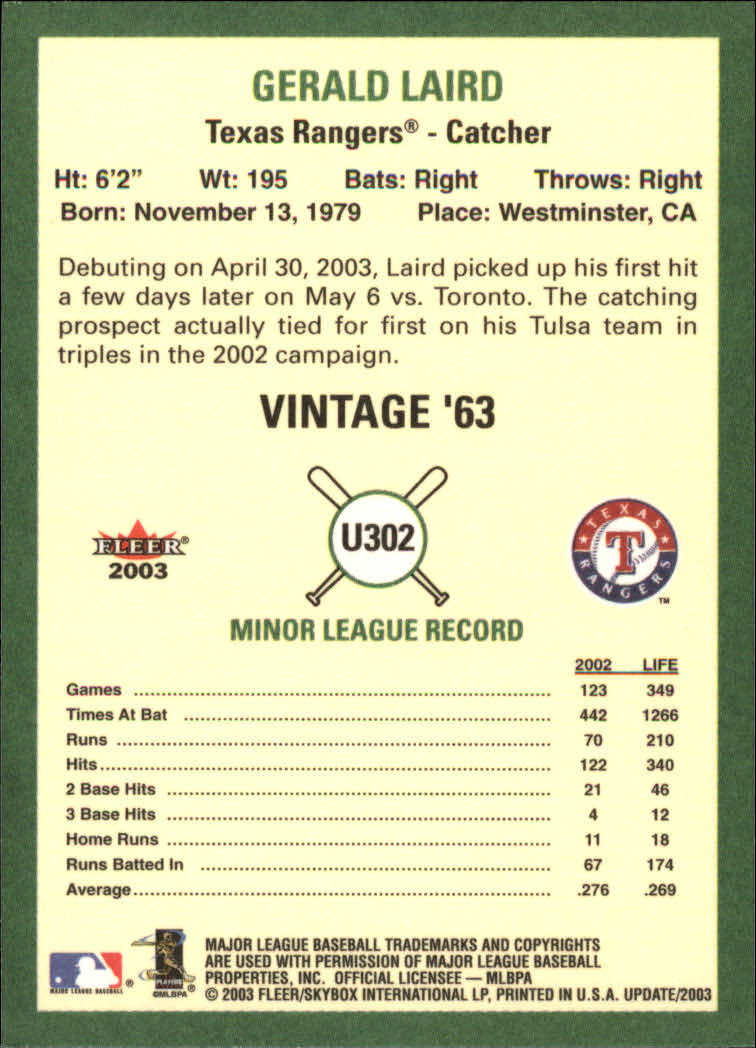 GERALD LAIRD
Texas Rangers® - Catcher
Ht: 6'2" Wt: 195 Bats: Right Throws: Right
Born: November 13, 1979 Place: Westminster, CA
Debuting on April 30, 2003, Laird picked up his first hit
a few days later on May 6 vs. Toronto. The catching
prospect actually tied for first on his Tulsa team in
triples in the 2002 campaign.
VINTAGE '63
FLEER®
2003
U302
TEXAS
T
RANGERS
TM
MINOR LEAGUE RECORD
2002 LIFE
Games 123 349
Times At Bat 442 1266
Runs 70 210
Hits 122 340
2 Base Hits 21 46
3 Base Hits 4 12
Home Runs 11 18
Runs Batted In 67 174
Average .276 .269
MAJOR LEAGUE BASEBALL ®
PLAYERS
©MLBPA ®
MAJOR LEAGUE BASEBALL TRADEMARKS AND COPYRIGHTS
ARE USED WITH PERMISSION OF MAJOR LEAGUE BASEBALL
PROPERTIES, INC. OFFICIAL LICENSEE — MLBPA
© 2003 FLEER/SKYBOX INTERNATIONAL LP, PRINTED IN U.S.A. UPDATE/2003